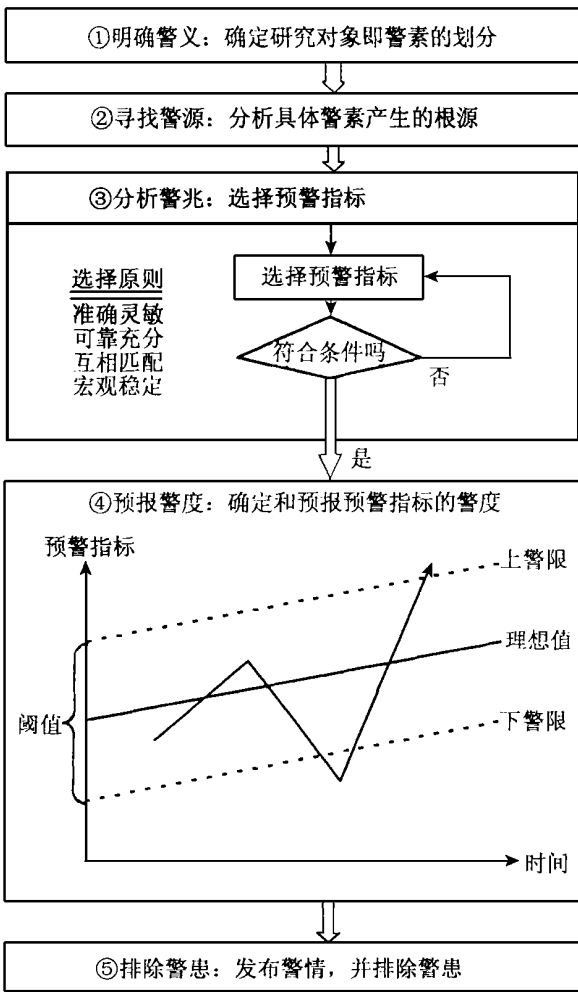 ①明确警义：确定研究对象即警素的划分
②寻找警源：分析具体警素产生的根源
③分析警兆：选择预警指标
选择原则
准确灵敏
可靠充分
互相匹配
宏观稳定
选择预警指标
符合条件吗
否
是
④预报警度：确定和预报预警指标的警度
预警指标
上警限
理想值
阈值
下警限
时间
⑤排除警患：发布警情，并排除警患